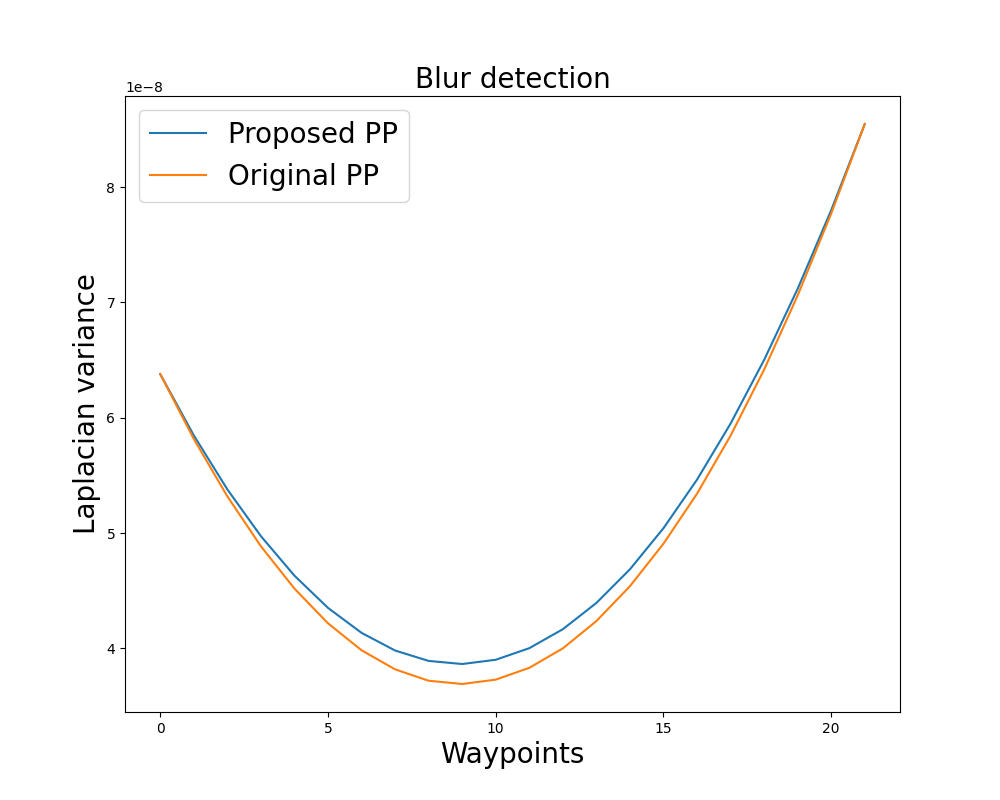 Blur detection
1e−8
Proposed PP
Original PP
8
7
6
5
4
Laplacian variance
0 5 10 15 20
Waypoints